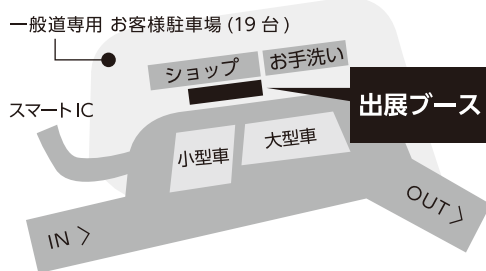 一般道専用 お客様駐車場 (19 台)
ショップ
お手洗い
スマートIC
出展ブース
小型車
大型車
OUT 〉
IN 〉